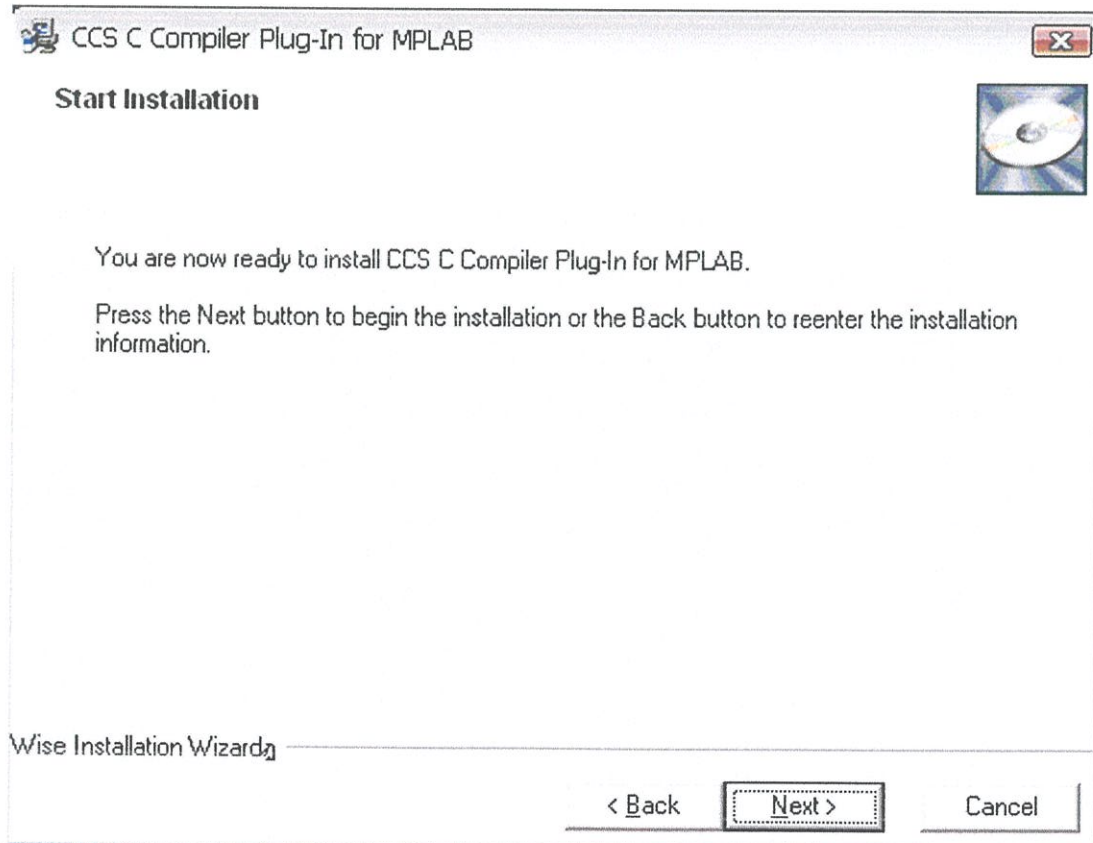 CCS C Compiler Plug-In for MPLAB
Start Installation
You are now ready to install CCS C Compiler Plug-In for MPLAB.
Press the Next button to begin the installation or the Back button to reenter the installation
information.
Wise Installation Wizard
< Back
Next >
Cancel